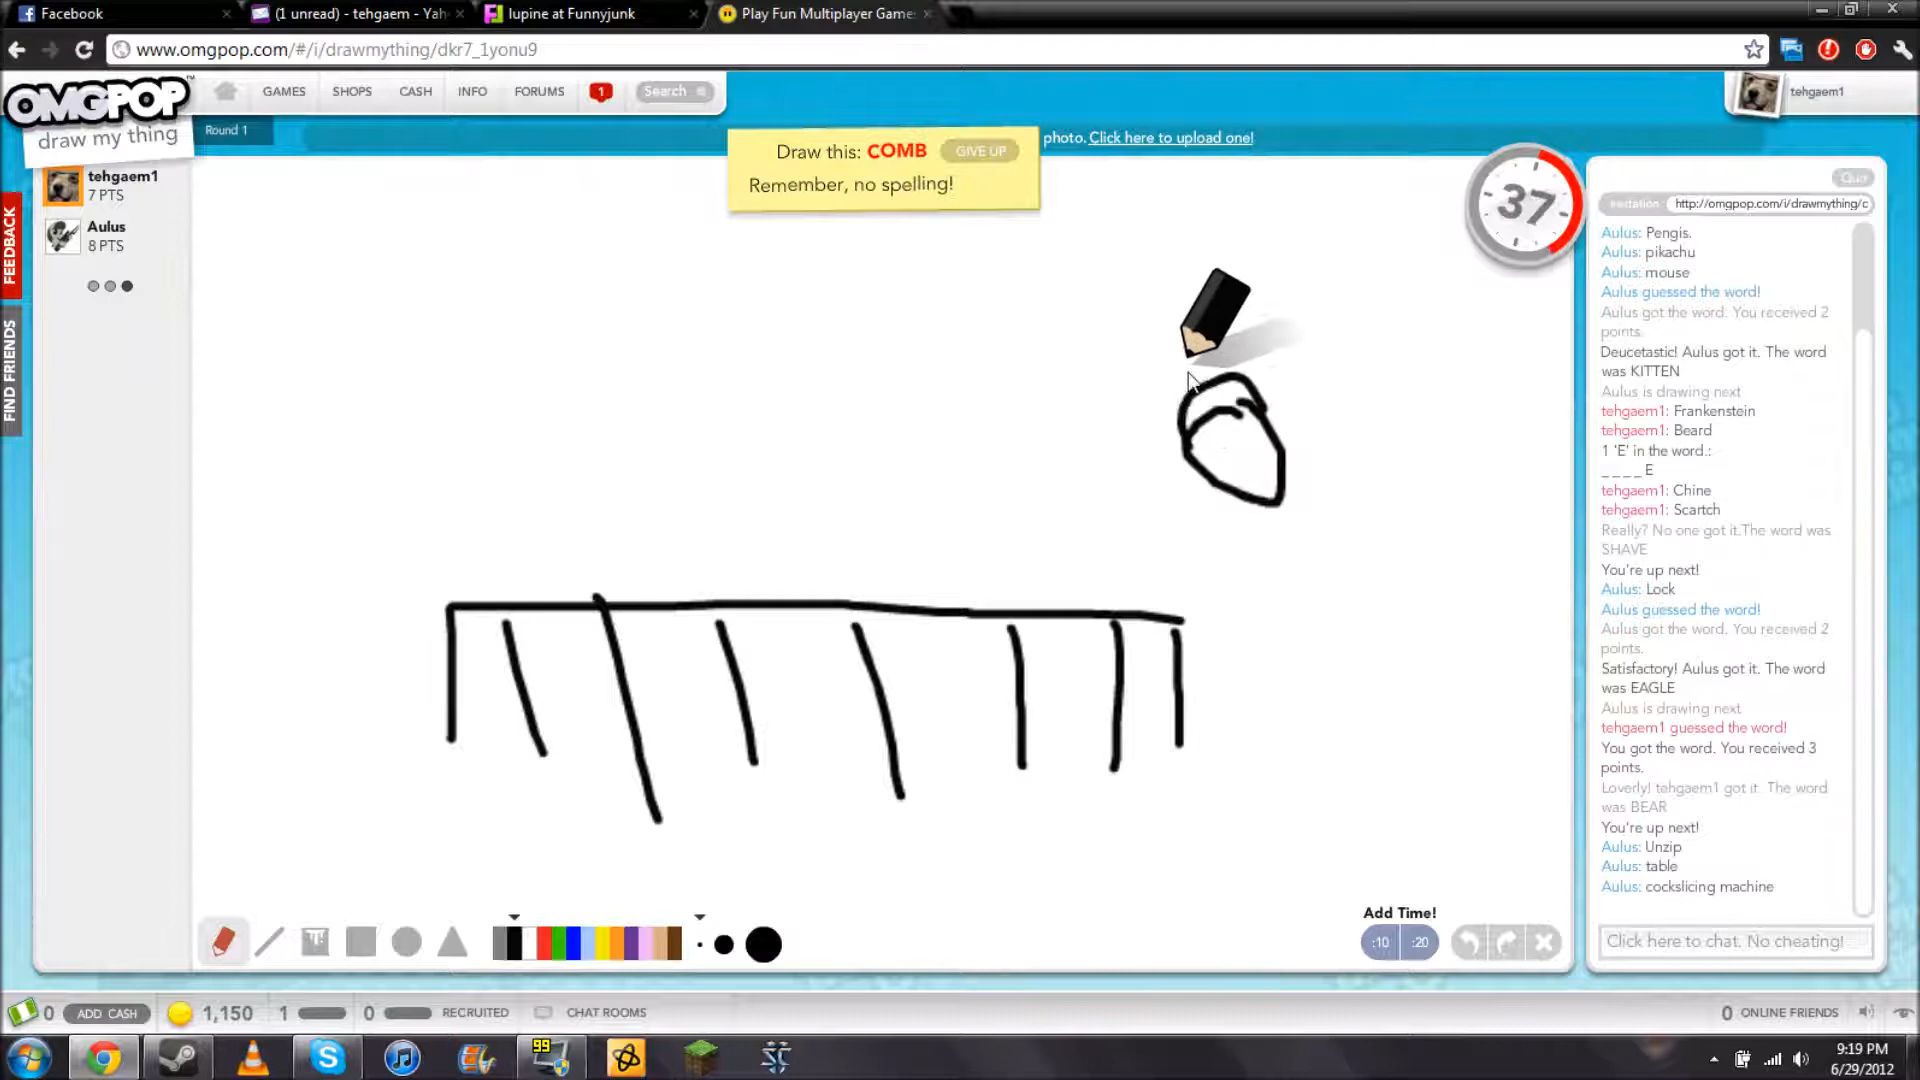 Facebook
(1 unread) - tehgaem - Yah
lupine at Funnyjunk
Play Fun Multiplayer Game
www.omgpop.com/#/i/drawmything/dkr7_1yonu9
OMGPOP
draw my thing
GAMES
SHOPS
CASH
INFO
FORUMS
1
Search
tehgaem1
Round 1
photo. Click here to upload one!
Draw this: COMB
GIVE UP
Remember, no spelling!
FEEDBACK
FIND FRIENDS
tehgaem1
7 PTS
Aulus
8 PTS
37
Quit
Invitation
http://omgpop.com/i/drawmything/c
Aulus: Pengis.
Aulus: pikachu
Aulus: mouse
Aulus guessed the word!
Aulus got the word. You received 2
points.
Deucetastic! Aulus got it. The word
was KITTEN
Aulus is drawing next
tehgaem1: Frankenstein
tehgaem1: Beard
1 'E' in the word.:
_ _ _ _ E
tehgaem1: Chine
tehgaem1: Scartch
Really? No one got it.The word was
SHAVE
You're up next!
Aulus: Lock
Aulus guessed the word!
Aulus got the word. You received 2
points.
Satisfactory! Aulus got it. The word
was EAGLE
Aulus is drawing next
tehgaem1 guessed the word!
You got the word. You received 3
points.
Loverly! tehgaem1 got it. The word
was BEAR
You're up next!
Aulus: Unzip
Aulus: table
Aulus: cockslicing machine
Click here to chat. No cheating!
Add Time!
:10
:20
0
ADD CASH
1,150
1
0
RECRUITED
CHAT ROOMS
0 ONLINE FRIENDS
99
9:19 PM
6/29/2012